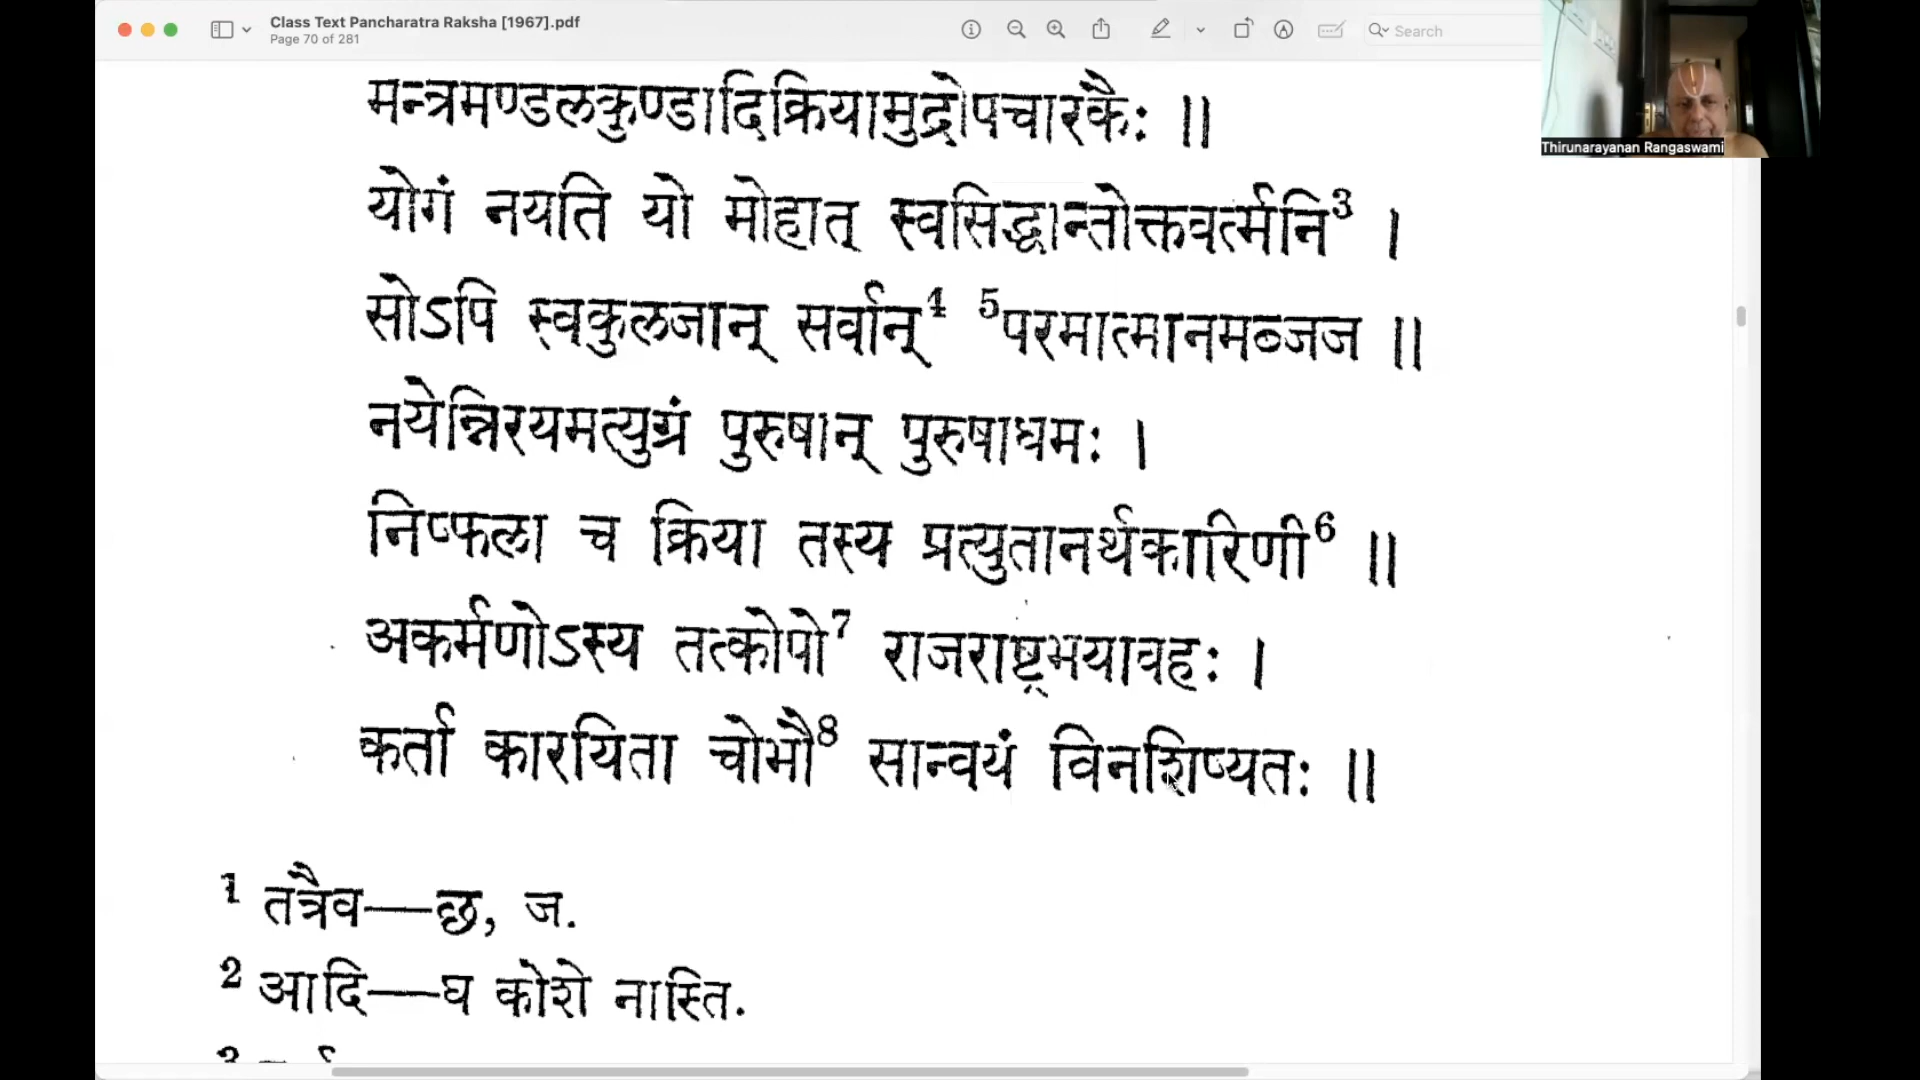 Class Text Pancharatra Raksha [1967].pdf
Page 70 of 281
Search
Thirunarayanan Rangaswami
मन्त्रमण्डलकुण्डादिक्रियामुद्रोपचारकैः ॥
योगं नयति यो मोहात् स्वसिद्धान्तोक्तवर्त्मनि³ ।
सोऽपि स्वकुलजान् सर्वान्⁴ ⁵परमात्मानमब्जज ॥
नयेन्निरयमत्युग्रं पुरुषान् पुरुषाधमः ।
निष्फला च क्रिया तस्य प्रत्युतानर्थकारिणी⁶ ॥
अकर्मणोऽस्य तत्कोपो⁷ राजराष्ट्रभयावहः ।
कर्ता कारयिता चोभौ⁸ सान्वयं विनशिष्यतः ॥
¹ तत्रैव—छ, ज.
² आदि—घ कोशे नास्ति.